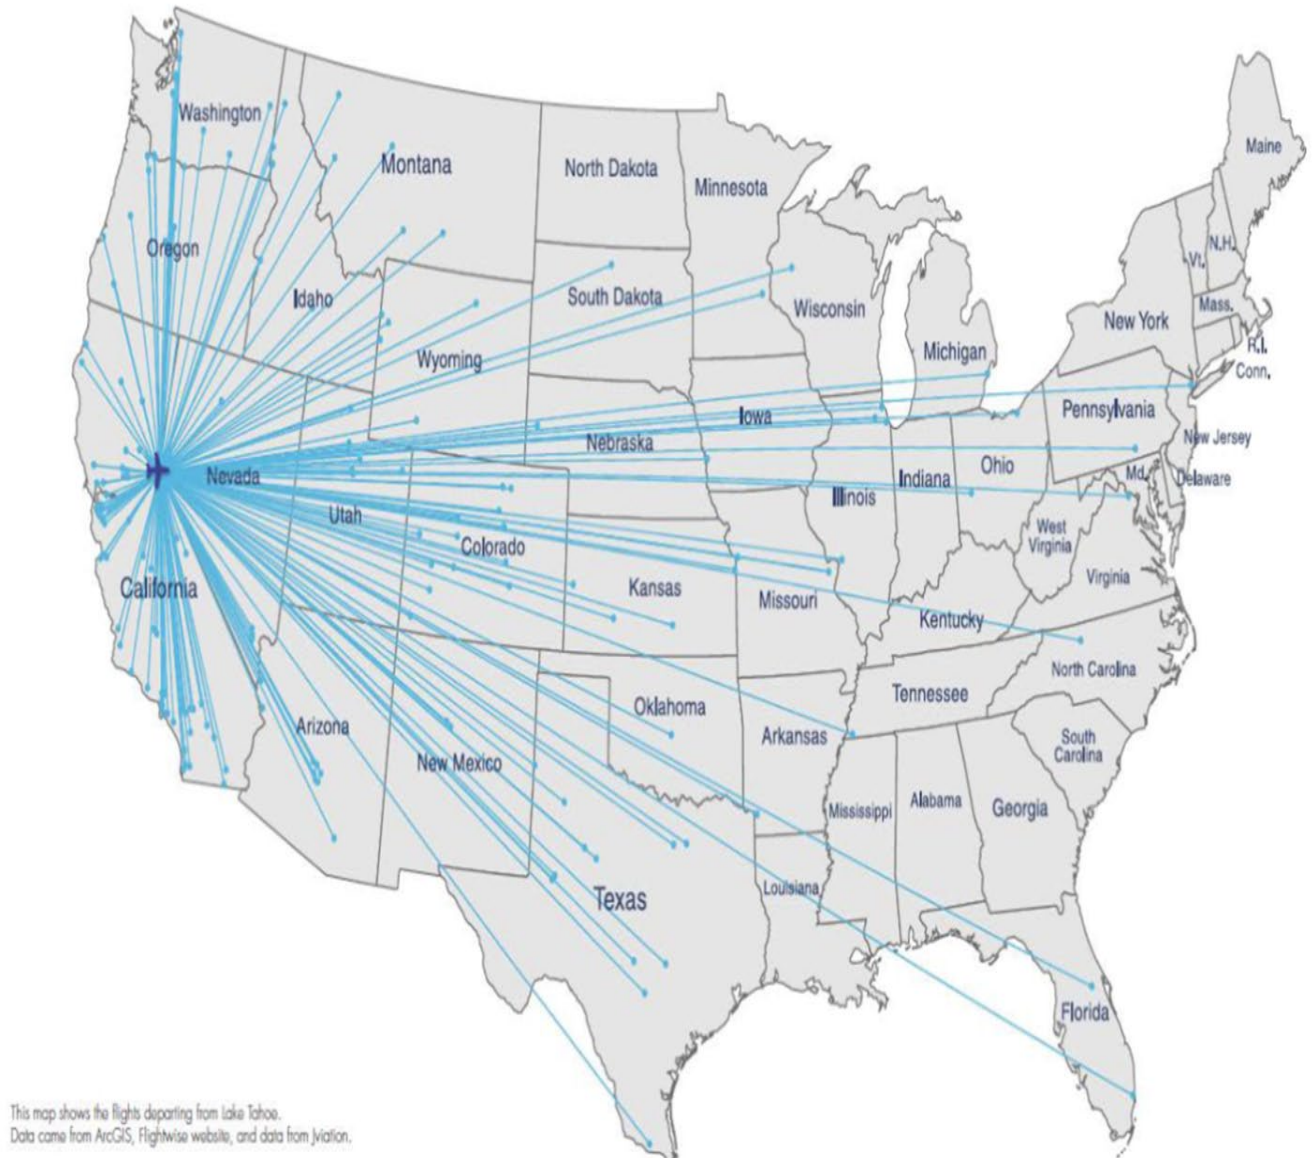 Washington
Montana
North Dakota
Minnesota
Maine
Oregon
Idaho
South Dakota
Wisconsin
Vt.
N.H.
Mass.
New York
Michigan
R.I.
Conn.
Wyoming
Iowa
Nebraska
Pennsylvania
New Jersey
Nevada
Illinois
Indiana
Ohio
Md.
Delaware
Utah
Colorado
West
Virginia
Virginia
California
Kansas
Missouri
Kentucky
North Carolina
Arizona
New Mexico
Oklahoma
Arkansas
Tennessee
South
Carolina
Mississippi
Alabama
Georgia
Texas
Louisiana
Florida
This map shows the flights departing from Lake Tahoe.
Data came from ArcGIS, Flightwise website, and data from Jviation.